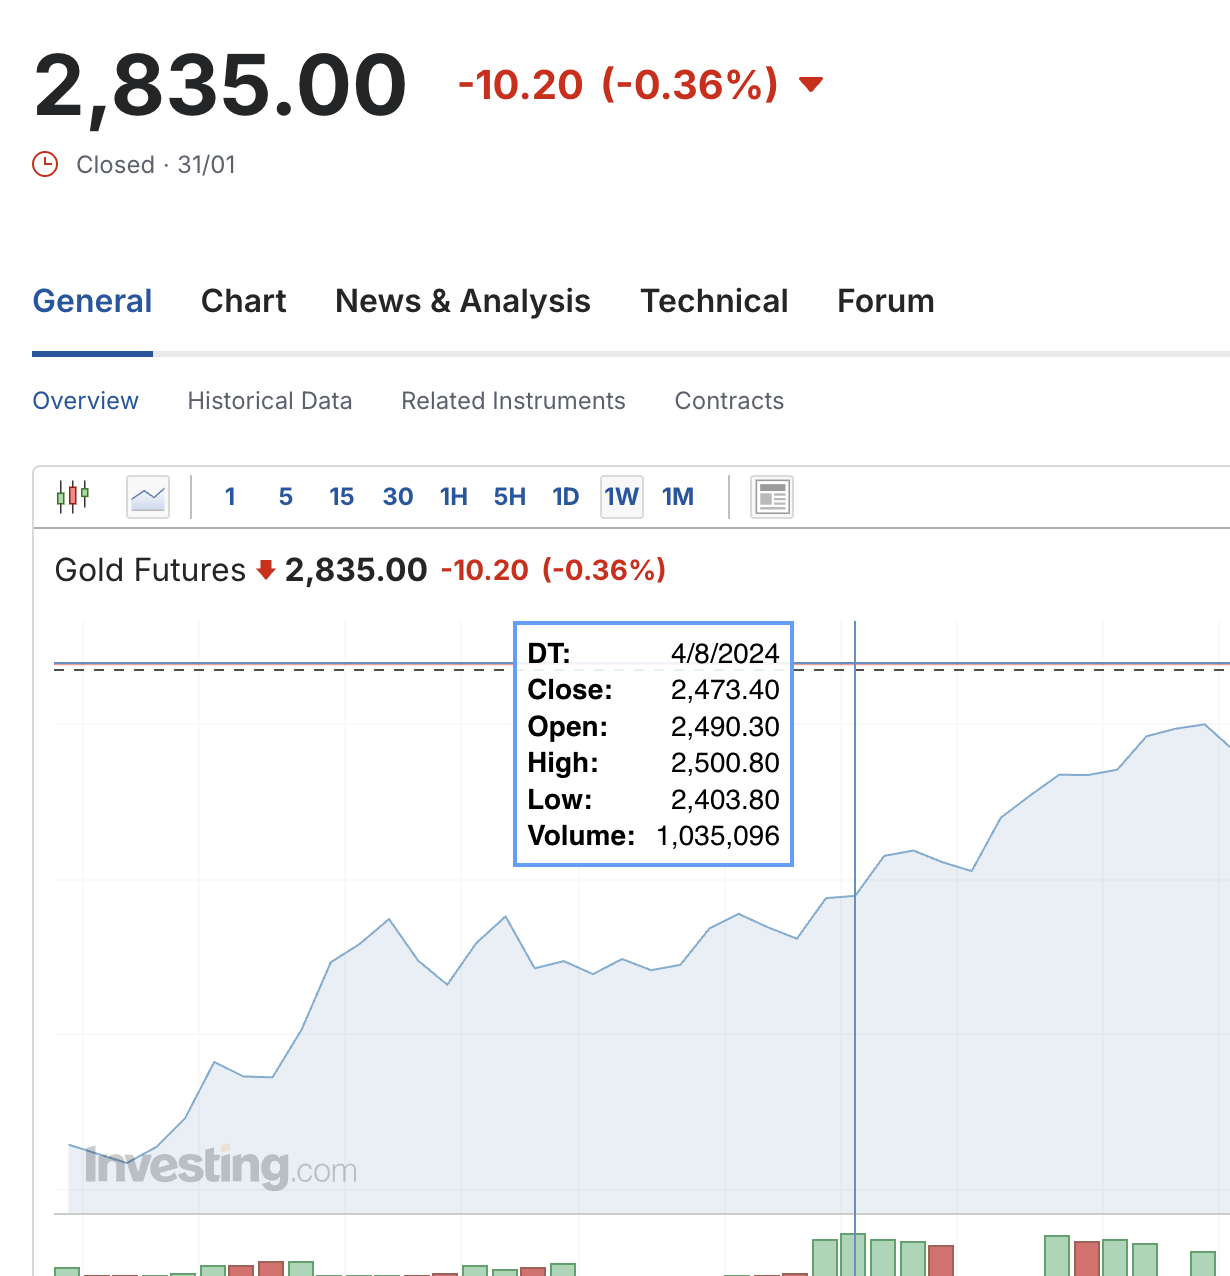 2,835.00 -10.20 (-0.36%)
Closed · 31/01
General Chart News & Analysis Technical Forum
Overview Historical Data Related Instruments Contracts
1 5 15 30 1H 5H 1D 1W 1M
Gold Futures 2,835.00 -10.20 (-0.36%)
DT: 4/8/2024
Close: 2,473.40
Open: 2,490.30
High: 2,500.80
Low: 2,403.80
Volume: 1,035,096
Investing.com